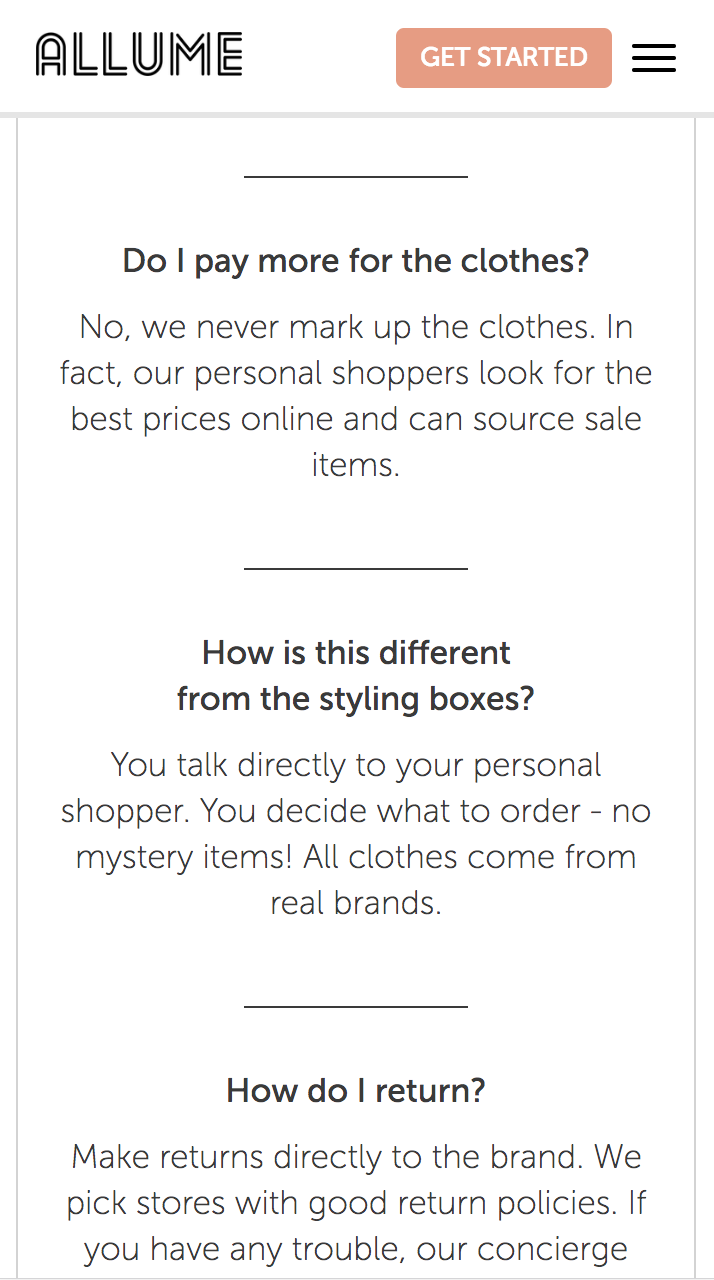 ALLUME
GET STARTED
Do I pay more for the clothes?
No, we never mark up the clothes. In
fact, our personal shoppers look for the
best prices online and can source sale
items.
How is this different
from the styling boxes?
You talk directly to your personal
shopper. You decide what to order - no
mystery items! All clothes come from
real brands.
How do I return?
Make returns directly to the brand. We
pick stores with good return policies. If
you have any trouble, our concierge